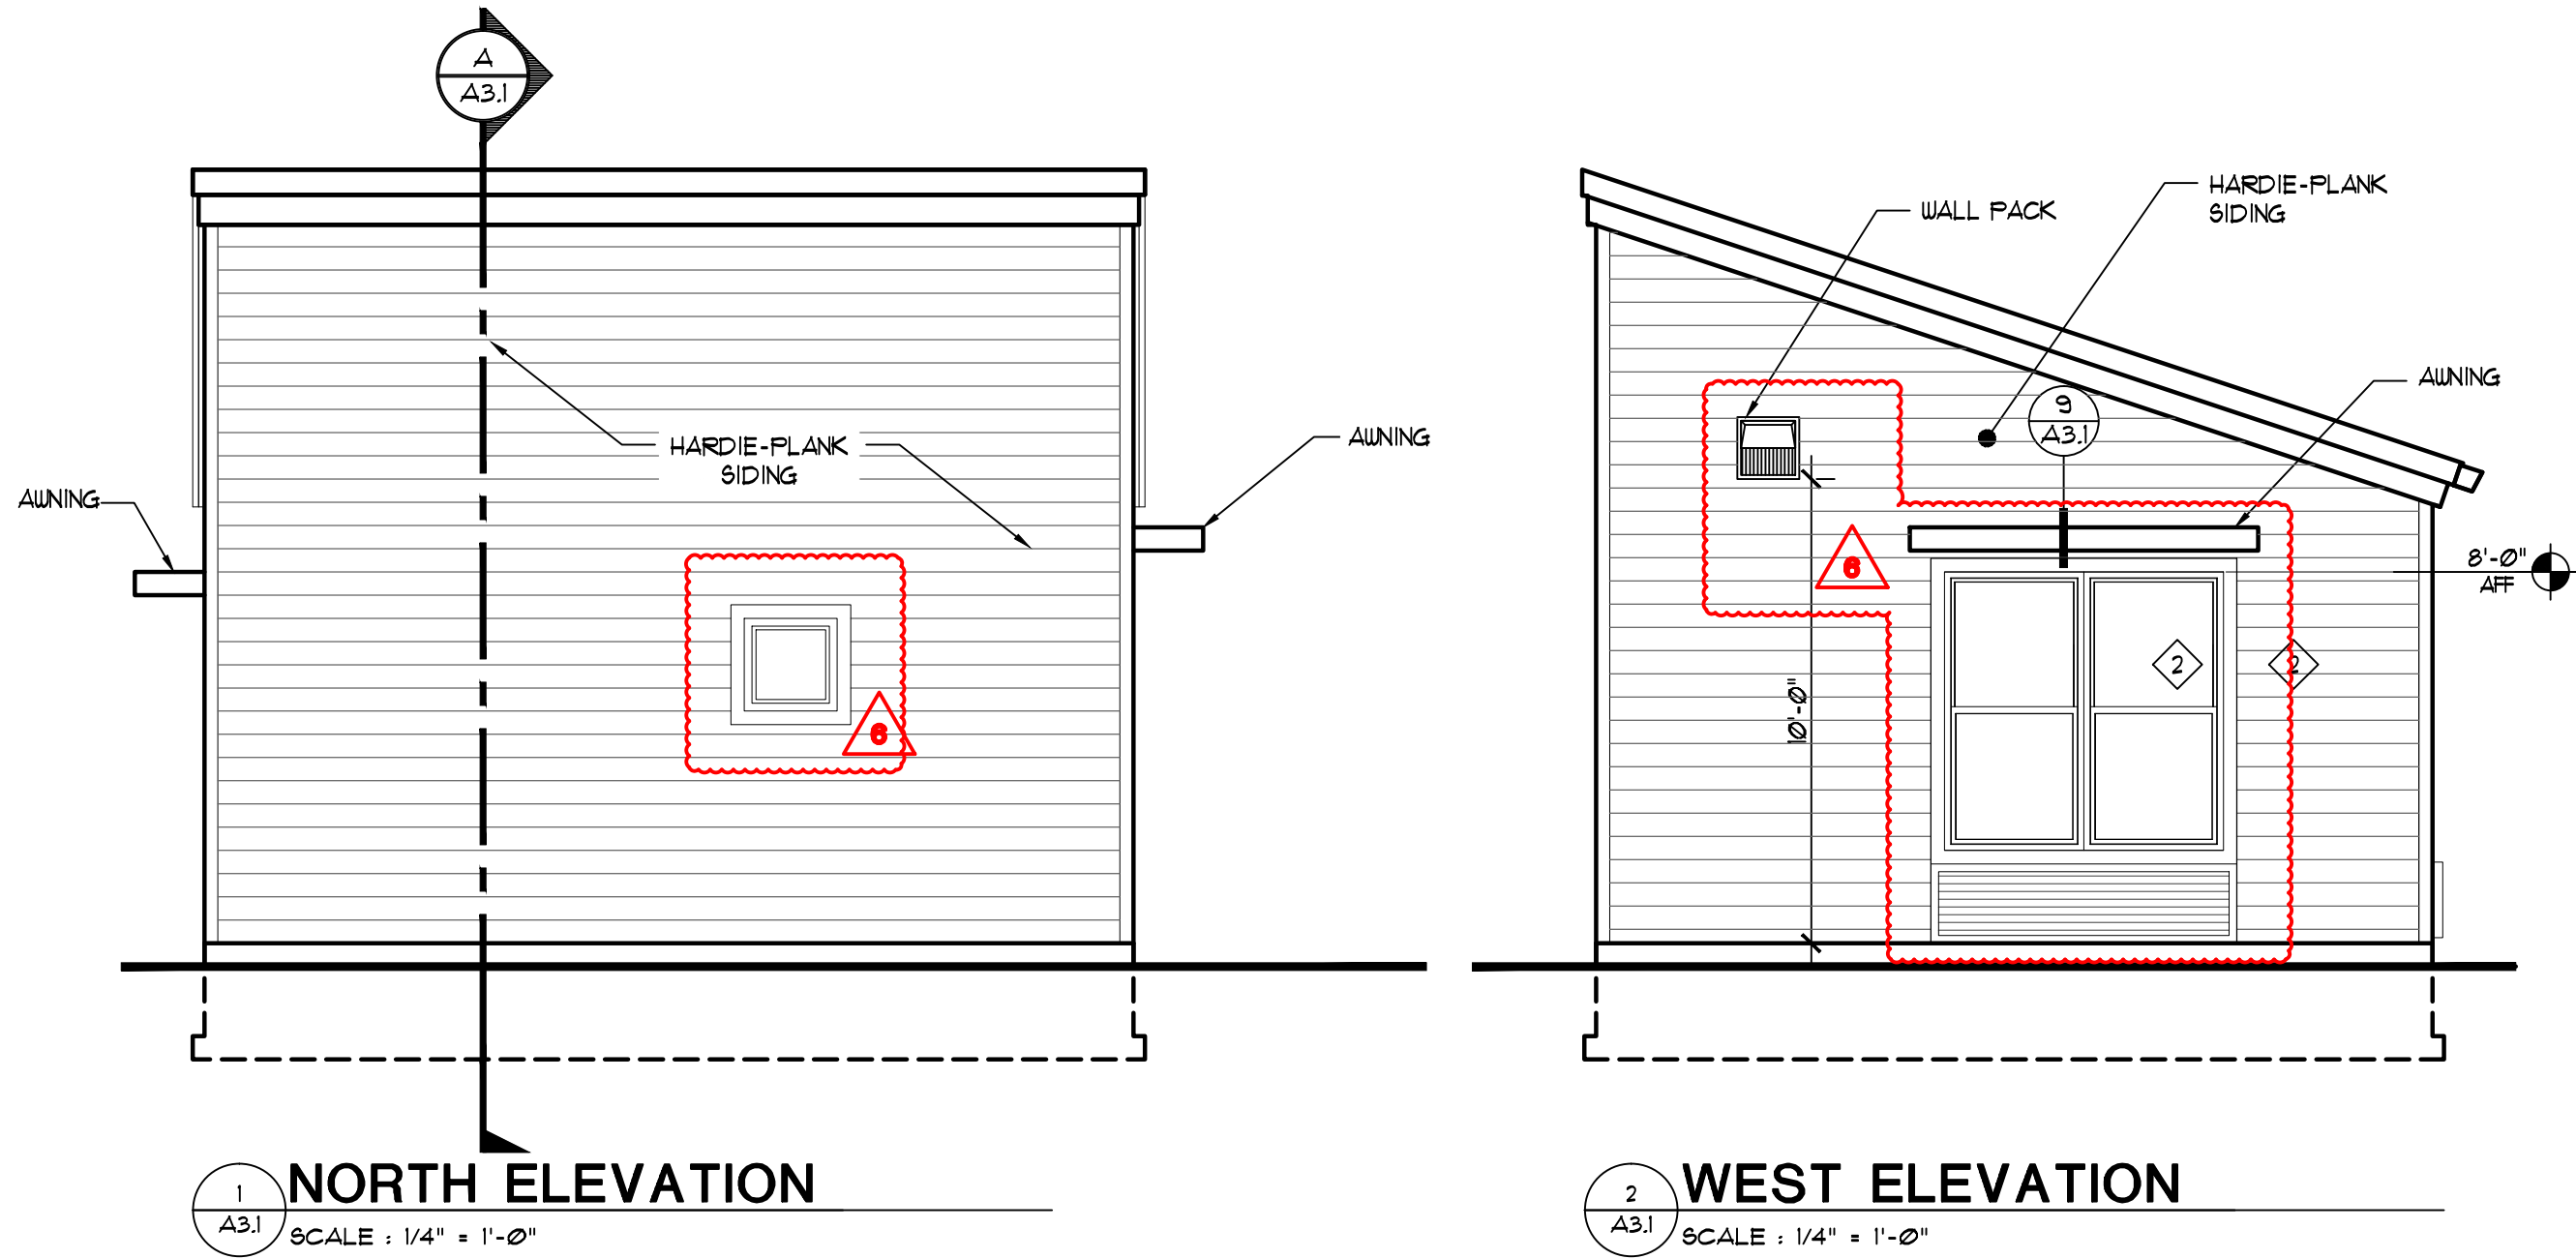 A
A3.1
HARDIE-PLANK
SIDING
AWNING
AWNING
6
1
A3.1
NORTH ELEVATION
SCALE : 1/4" = 1'-0"
WALL PACK
HARDIE-PLANK
SIDING
9
A3.1
AWNING
6
8'-0"
AFF
2
2
10'-0"
2
A3.1
WEST ELEVATION
SCALE : 1/4" = 1'-0"